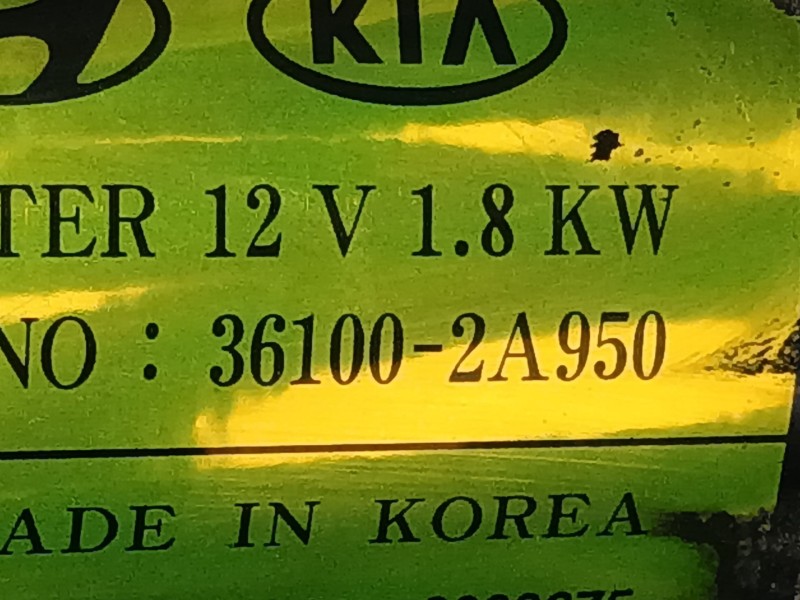 KIA
TER 12 V 1.8 KW
NO : 36100-2A950
ADE IN KOREA